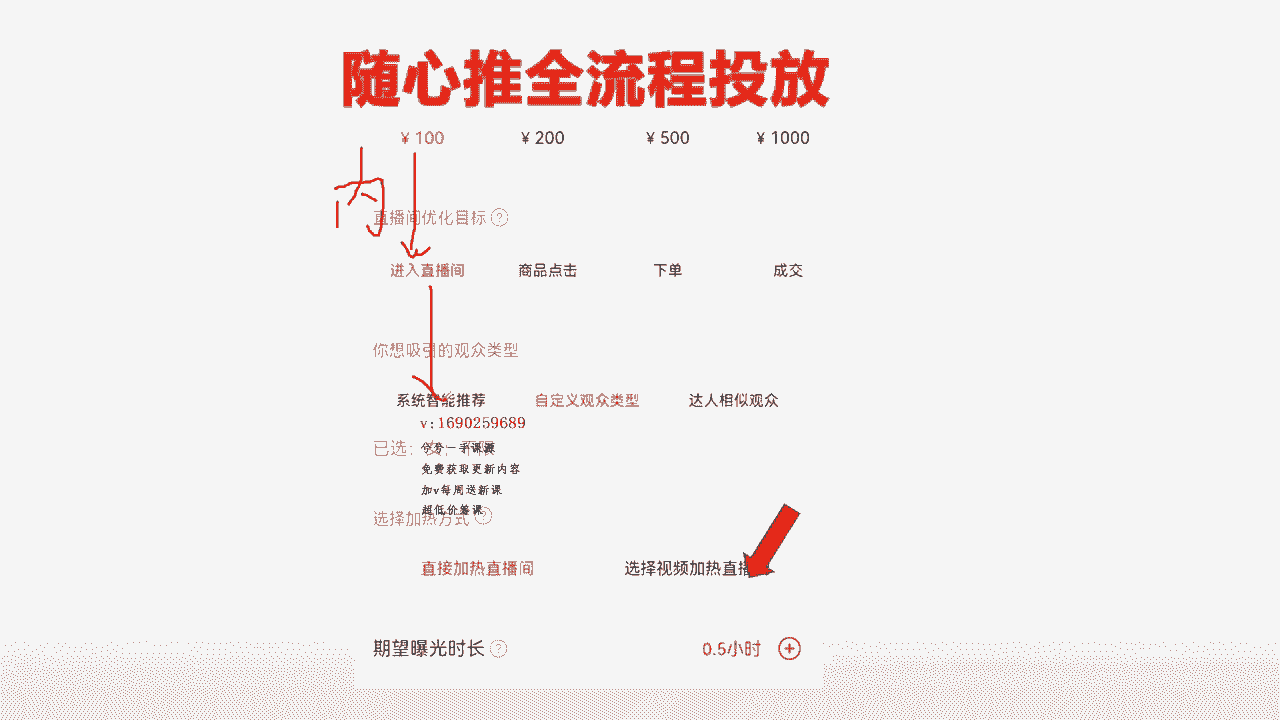 随心推全流程投放
¥ 100 ¥ 200 ¥ 500 ¥ 1000
内
直播间优化目标 ?
进入直播间 商品点击 下单 成交
你想吸引的观众类型
系统智能推荐 自定义观众类型 达人相似观众
v:1690259689
已选: 女; 不限
一手课源
免费获取更新内容
加v每周送新课
超低价筹课
选择加热方式 ?
直接加热直播间 选择视频加热直播
期望曝光时长 ? 0.5小时